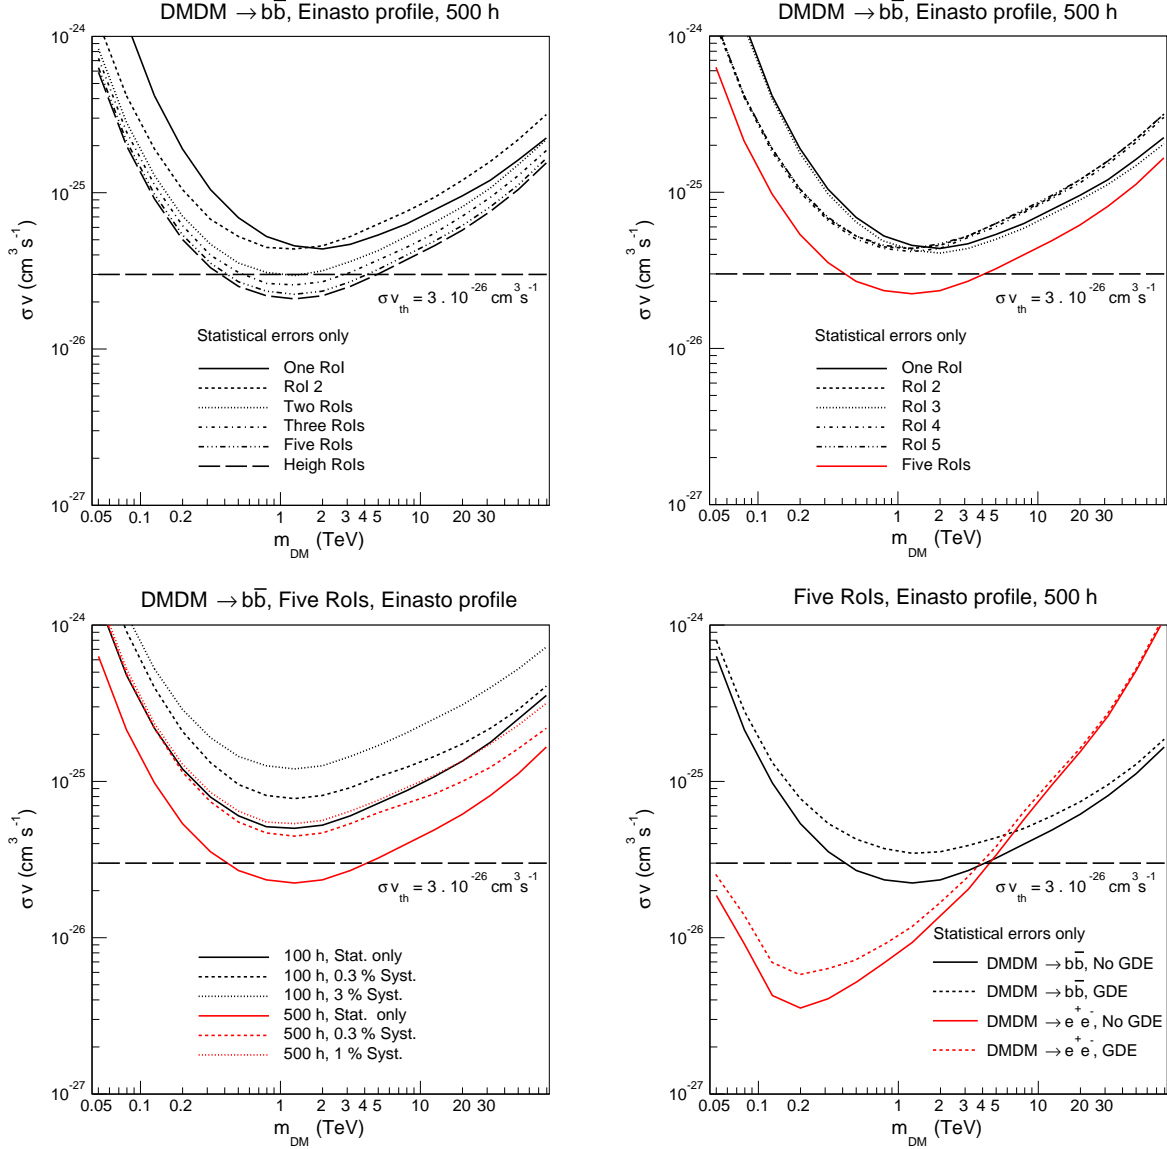 DMDM → bb̅, Einasto profile, 500 h
10^-24
10^-25
10^-26
10^-27
σ v (cm^3 s^-1)
σ v_th = 3 . 10^-26 cm^3 s^-1
Statistical errors only
One RoI
RoI 2
Two RoIs
Three RoIs
Five RoIs
Heigh RoIs
0.05 0.1 0.2 1 2 3 4 5 10 20 30
m_DM (TeV)
DMDM → bb̅, Einasto profile, 500 h
10^-24
10^-25
10^-26
10^-27
σ v (cm^3 s^-1)
σ v_th = 3 . 10^-26 cm^3 s^-1
Statistical errors only
One RoI
RoI 2
RoI 3
RoI 4
RoI 5
Five RoIs
0.05 0.1 0.2 1 2 3 4 5 10 20 30
m_DM (TeV)
DMDM → bb̅, Five RoIs, Einasto profile
10^-24
10^-25
10^-26
10^-27
σ v (cm^3 s^-1)
σ v_th = 3 . 10^-26 cm^3 s^-1
100 h, Stat. only
100 h, 0.3 % Syst.
100 h, 3 % Syst.
500 h, Stat. only
500 h, 0.3 % Syst.
500 h, 1 % Syst.
0.05 0.1 0.2 1 2 3 4 5 10 20 30
m_DM (TeV)
Five RoIs, Einasto profile, 500 h
10^-24
10^-25
10^-26
10^-27
σ v (cm^3 s^-1)
σ v_th = 3 . 10^-26 cm^3 s^-1
Statistical errors only
DMDM → bb̅, No GDE
DMDM → bb̅, GDE
DMDM → e^+ e^-, No GDE
DMDM → e^+ e^-, GDE
0.05 0.1 0.2 1 2 3 4 5 10 20 30
m_DM (TeV)